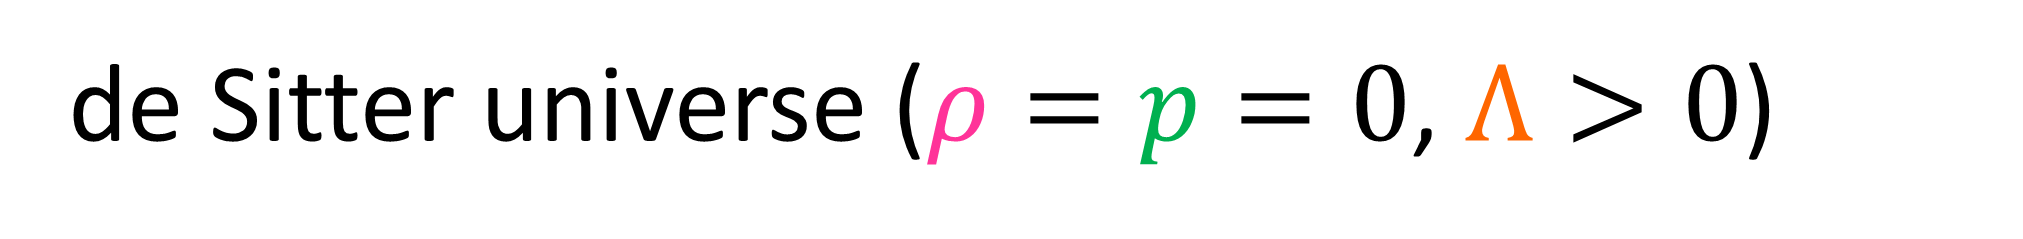 de Sitter universe (ρ = p = 0, Λ > 0)